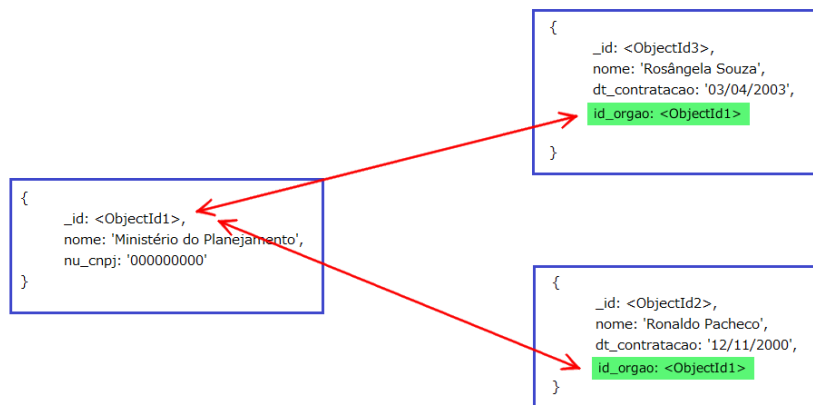 {
_id: <ObjectId1>,
nome: 'Ministério do Planejamento',
nu_cnpj: '000000000'
}
{
_id: <ObjectId3>,
nome: 'Rosângela Souza',
dt_contratacao: '03/04/2003',
id_orgao: <ObjectId1>
}
{
_id: <ObjectId2>,
nome: 'Ronaldo Pacheco',
dt_contratacao: '12/11/2000',
id_orgao: <ObjectId1>
}